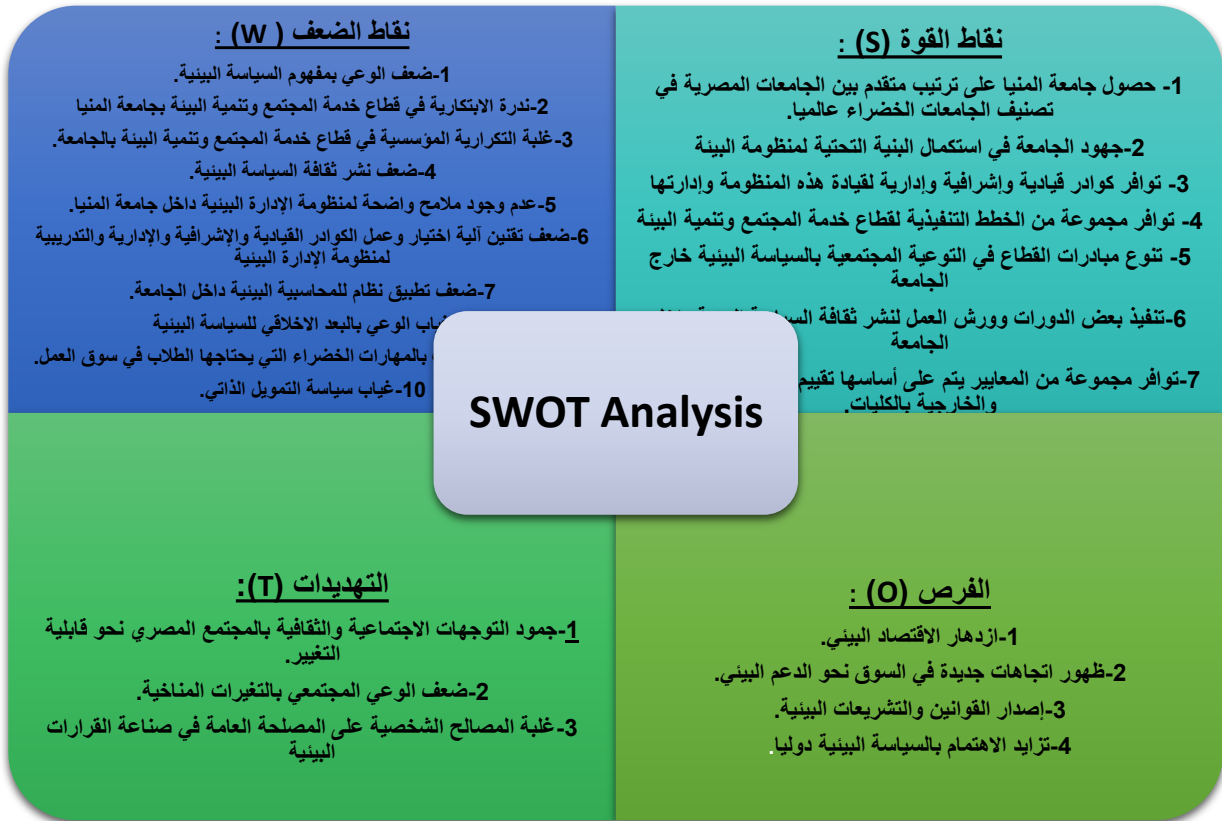 نقاط القوة (S) :
1- حصول جامعة المنيا على ترتيب متقدم بين الجامعات المصرية في
تصنيف الجامعات الخضراء عالميا.
2-جهود الجامعة في استكمال البنية التحتية لمنظومة البيئة
3- توافر كوادر قيادية وإشرافية وإدارية لقيادة هذه المنظومة وإدارتها
4- توافر مجموعة من الخطط التنفيذية لقطاع خدمة المجتمع وتنمية البيئة
5- تنوع مبادرات القطاع في التوعية المجتمعية بالسياسة البيئية خارج
الجامعة
6-تنفيذ بعض الدورات وورش العمل لنشر ثقافة
الجامعة
7-توافر مجموعة من المعايير يتم على أساسها تقييم
والخارجية بالكليات.
نقاط الضعف ( W) :
1-ضعف الوعي بمفهوم السياسة البيئية.
2-ندرة الابتكارية في قطاع خدمة المجتمع وتنمية البيئة بجامعة المنيا
3-غلبة التكرارية المؤسسية في قطاع خدمة المجتمع وتنمية البيئة بالجامعة.
4-ضعف نشر ثقافة السياسة البيئية.
5-عدم وجود ملامح واضحة لمنظومة الإدارة البيئية داخل جامعة المنيا.
6-ضعف تقنين آلية اختيار وعمل الكوادر القيادية والإشرافية والإدارية والتدريبية
لمنظومة الإدارة البيئية
7-ضعف تطبيق نظام للمحاسبية البيئية داخل الجامعة.
الوعي بالبعد الاخلاقي للسياسة البيئية
بالمهارات الخضراء التي يحتاجها الطلاب في سوق العمل.
10-غياب سياسة التمويل الذاتي.
SWOT Analysis
الفرص (O) :
1-ازدهار الاقتصاد البيئي.
2-ظهور اتجاهات جديدة في السوق نحو الدعم البيئي.
3-إصدار القوانين والتشريعات البيئية.
4-تزايد الاهتمام بالسياسة البيئية دوليا.
التهديدات (T):
1-جمود التوجهات الاجتماعية والثقافية بالمجتمع المصري نحو قابلية
التغيير.
2-ضعف الوعي المجتمعي بالتغيرات المناخية.
3-غلبة المصالح الشخصية على المصلحة العامة في صناعة القرارات
البيئية